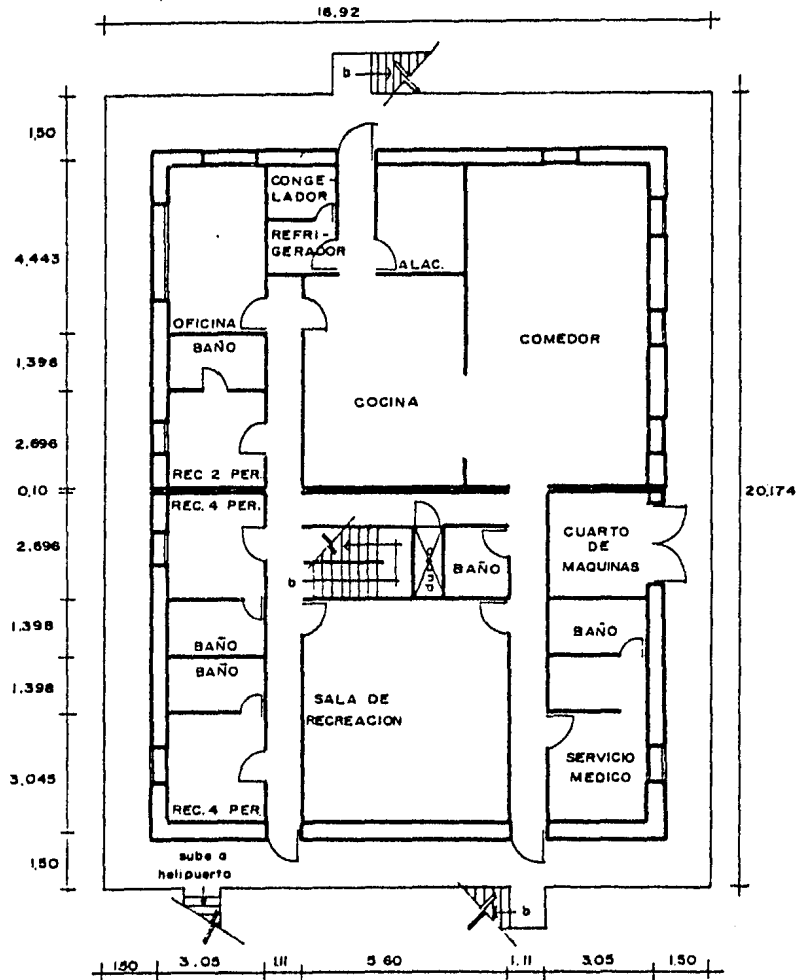 16.92
b
1,50
CONGE-
LADOR
REFRI-
GERADOR
4,443
ALAC.
OFICINA
BAÑO
COMEDOR
1,398
COCINA
2.696
REC 2 PER.
0,10
20,174
REC. 4 PER.
CUARTO
DE
MAQUINAS
2.696
ducto
BAÑO
b
1.398
BAÑO
BAÑO
BAÑO
1.398
SALA DE
RECREACION
SERVICIO
MEDICO
3,045
REC. 4 PER.
1,50
sube a
helipuerto
b
1.50
3.05
1.11
5 60
1.11
3.05
1.50